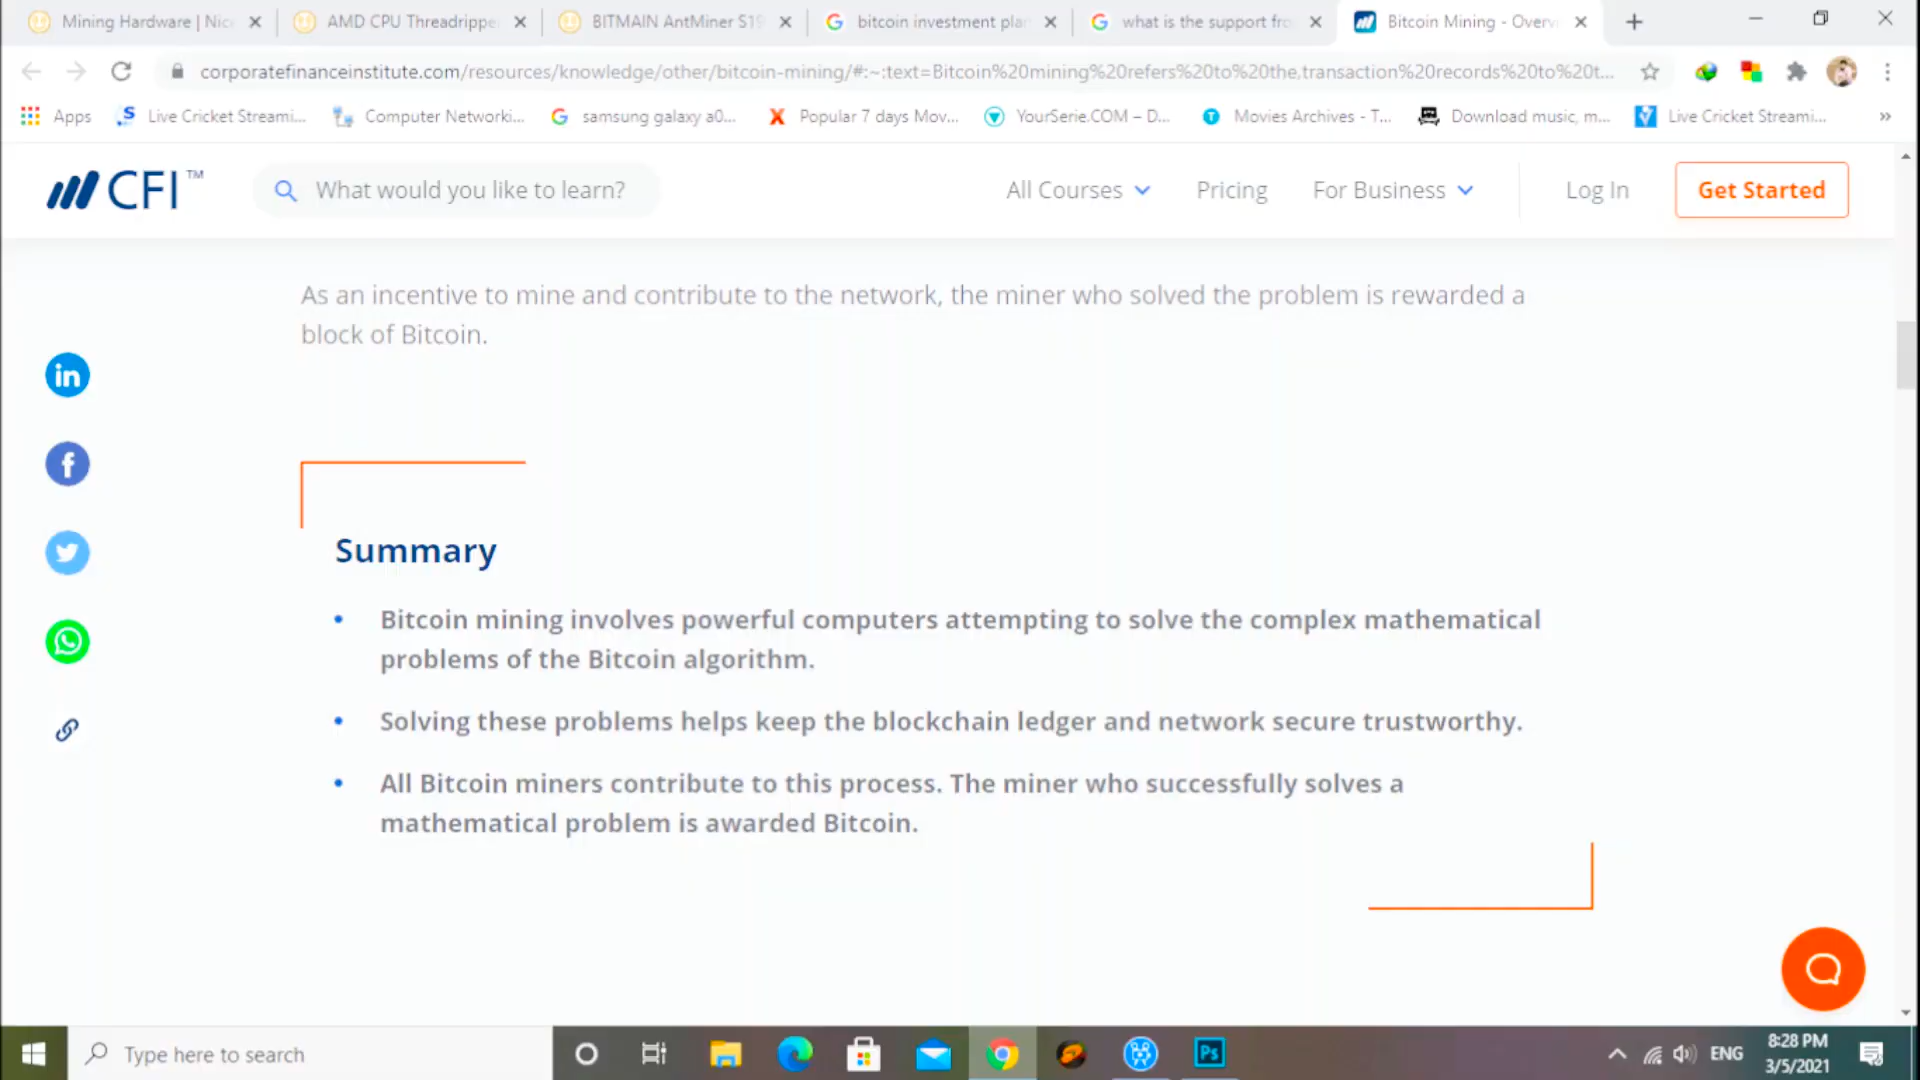 Mining Hardware | Nice
AMD CPU Threadripper
BITMAIN AntMiner S19
bitcoin investment plan
what is the support fro
Bitcoin Mining - Overv
corporatefinanceinstitute.com/resources/knowledge/other/bitcoin-mining/#:~:text=Bitcoin%20mining%20refers%20to%20the,transaction%20records%20to%20t...
Apps
Live Cricket Streami...
Computer Networki...
samsung galaxy a0...
Popular 7 days Mov...
YourSerie.COM – D...
Movies Archives - T...
Download music, m...
Live Cricket Streami...
CFI™
What would you like to learn?
All Courses
Pricing
For Business
Log In
Get Started
As an incentive to mine and contribute to the network, the miner who solved the problem is rewarded a
block of Bitcoin.
Summary
• Bitcoin mining involves powerful computers attempting to solve the complex mathematical
problems of the Bitcoin algorithm.
• Solving these problems helps keep the blockchain ledger and network secure trustworthy.
• All Bitcoin miners contribute to this process. The miner who successfully solves a
mathematical problem is awarded Bitcoin.
Type here to search
Ps
ENG
8:28 PM
3/5/2021